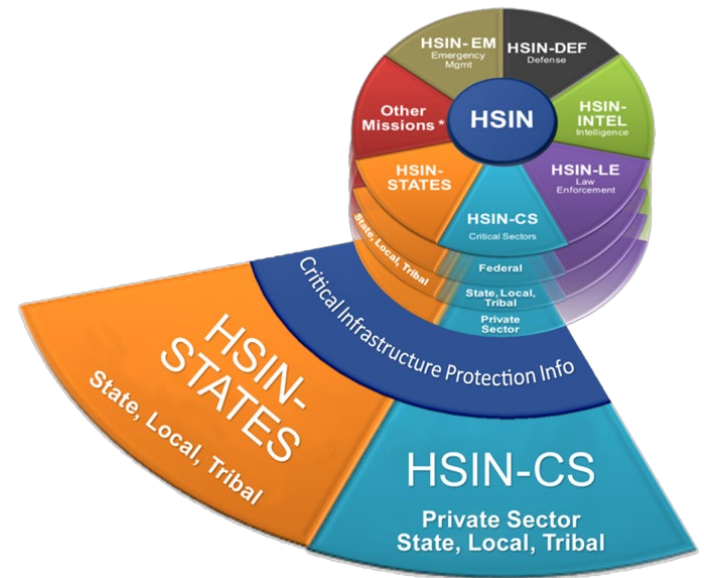 HSIN- EM
Emergency
Mgmt
HSIN-DEF
Defense
Other
Missions *
HSIN
HSIN-
INTEL
Intelligence
HSIN-
STATES
HSIN-LE
Law
Enforcement
HSIN-CS
Critical Sectors
State, Local, Tribal
Federal
State, Local,
Tribal
Private
Sector
Critical Infrastructure Protection Info
HSIN-
STATES
State, Local, Tribal
HSIN-CS
Private Sector
State, Local, Tribal